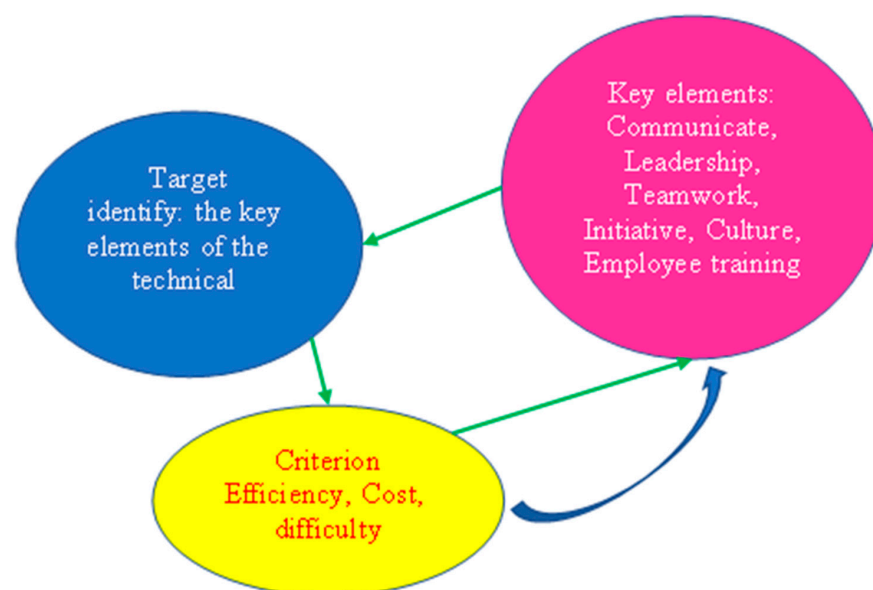 Target
identify: the key
elements of the
technical
Key elements:
Communicate,
Leadership,
Teamwork,
Initiative, Culture,
Employee training
Criterion
Efficiency, Cost,
difficulty